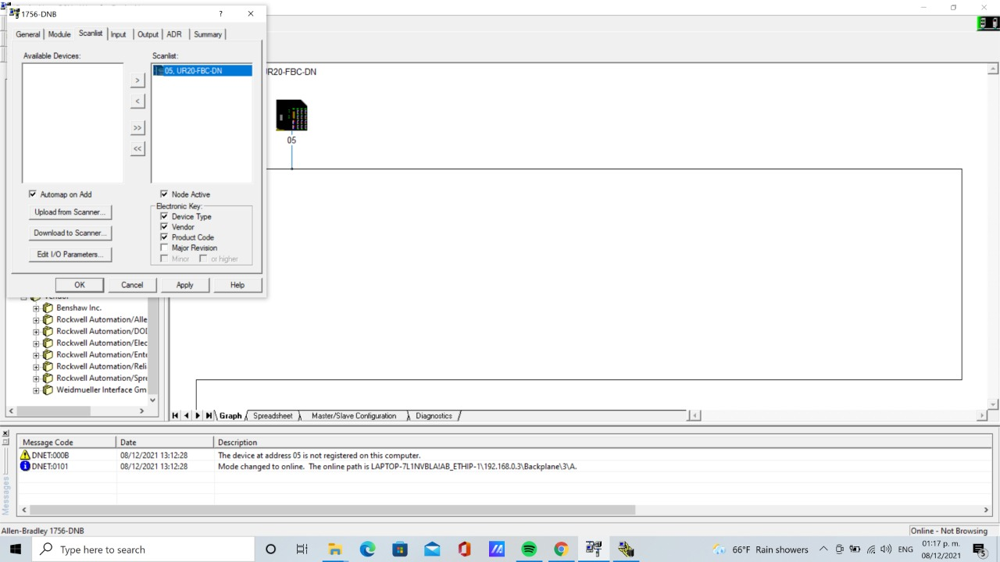 1756-DNB
General Module Scanlist Input Output ADR Summary
Available Devices:
Scanlist:
05, UR20-FBC-DN
>
<
>>
<<
Automap on Add
Node Active
Upload from Scanner...
Download to Scanner...
Edit I/O Parameters...
Electronic Key:
Device Type
Vendor
Product Code
Major Revision
Minor or higher
OK Cancel Apply Help
UR20-FBC-DN
05
Benshaw Inc.
Rockwell Automation/Alle
Rockwell Automation/DOD
Rockwell Automation/Elec
Rockwell Automation/Ente
Rockwell Automation/Reli
Rockwell Automation/Spre
Weidmueller Interface Gm
Graph Spreadsheet Master/Slave Configuration Diagnostics
Messages
Message Code Date Description
DNET:000B 08/12/2021 13:12:28 The device at address 05 is not registered on this computer.
DNET:0101 08/12/2021 13:12:28 Mode changed to online. The online path is LAPTOP-7L1NVBLA!AB_ETHIP-1\192.168.0.3\Backplane\3\A.
Allen-Bradley 1756-DNB
Online - Not Browsing
Type here to search
66°F Rain showers
ENG
01:17 p. m.
08/12/2021
5